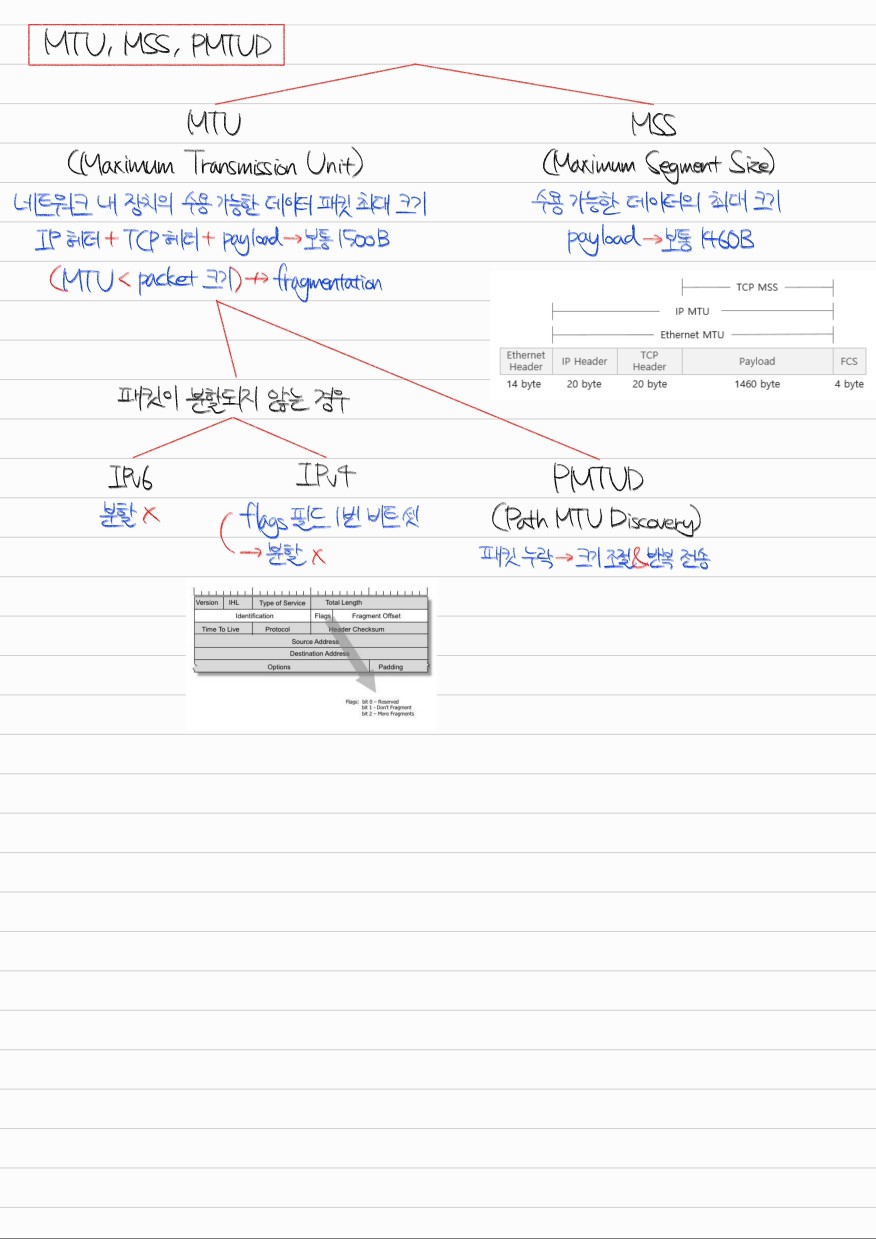 MTU, MSS, PMTUD
MTU
(Maximum Transmission Unit)
네트워크 내 장치의 수용 가능한 데이터 패킷 최대 크기
IP 헤더 + TCP 헤더 + payload → 보통 1500B
(MTU < packet 크기) → fragmentation
MSS
(Maximum Segment Size)
수용 가능한 데이터의 최대 크기
payload → 보통 1460B
TCP MSS
IP MTU
Ethernet MTU
Ethernet Header IP Header TCP Header Payload FCS
14 byte 20 byte 20 byte 1460 byte 4 byte
패킷이 분할되지 않는 경우
IPv6
분할 X
IPv4
flags 필드 1번 비트 셋
→ 분할 X
PMTUD
(Path MTU Discovery)
패킷 누락 → 크기 조절 & 반복 전송
Version IHL Type of Service Total Length
Identification Flags Fragment Offset
Time To Live Protocol Header Checksum
Source Address
Destination Address
Options Padding
Flags: bit 0 – Reserved
bit 1 - Don't Fragment
bit 2 – More Fragments